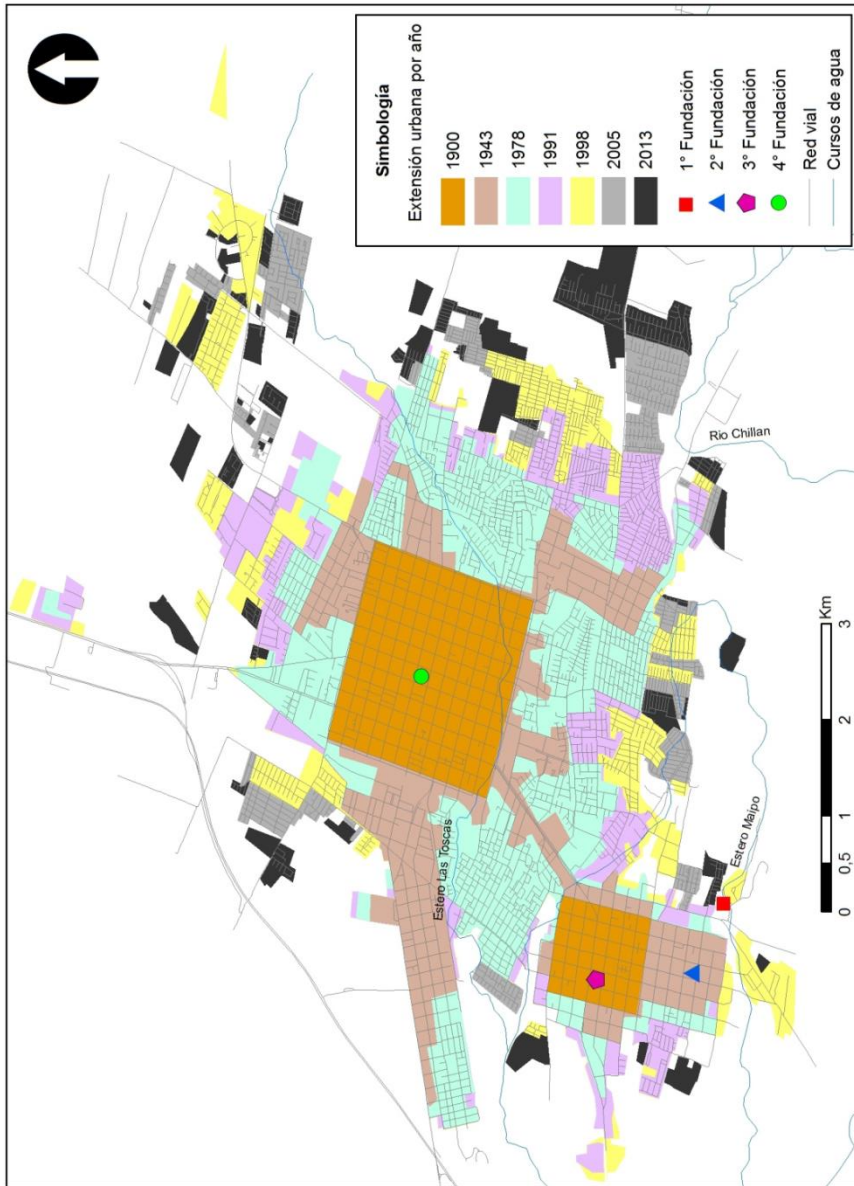 Simbología
Extensión urbana por año
1900
1943
1978
1991
1998
2005
2013
1° Fundación
2° Fundación
3° Fundación
4° Fundación
Red vial
Cursos de agua
Rio Chillan
Estero Las Toscas
Estero Maipo
0 0,5 1 2 3
Km